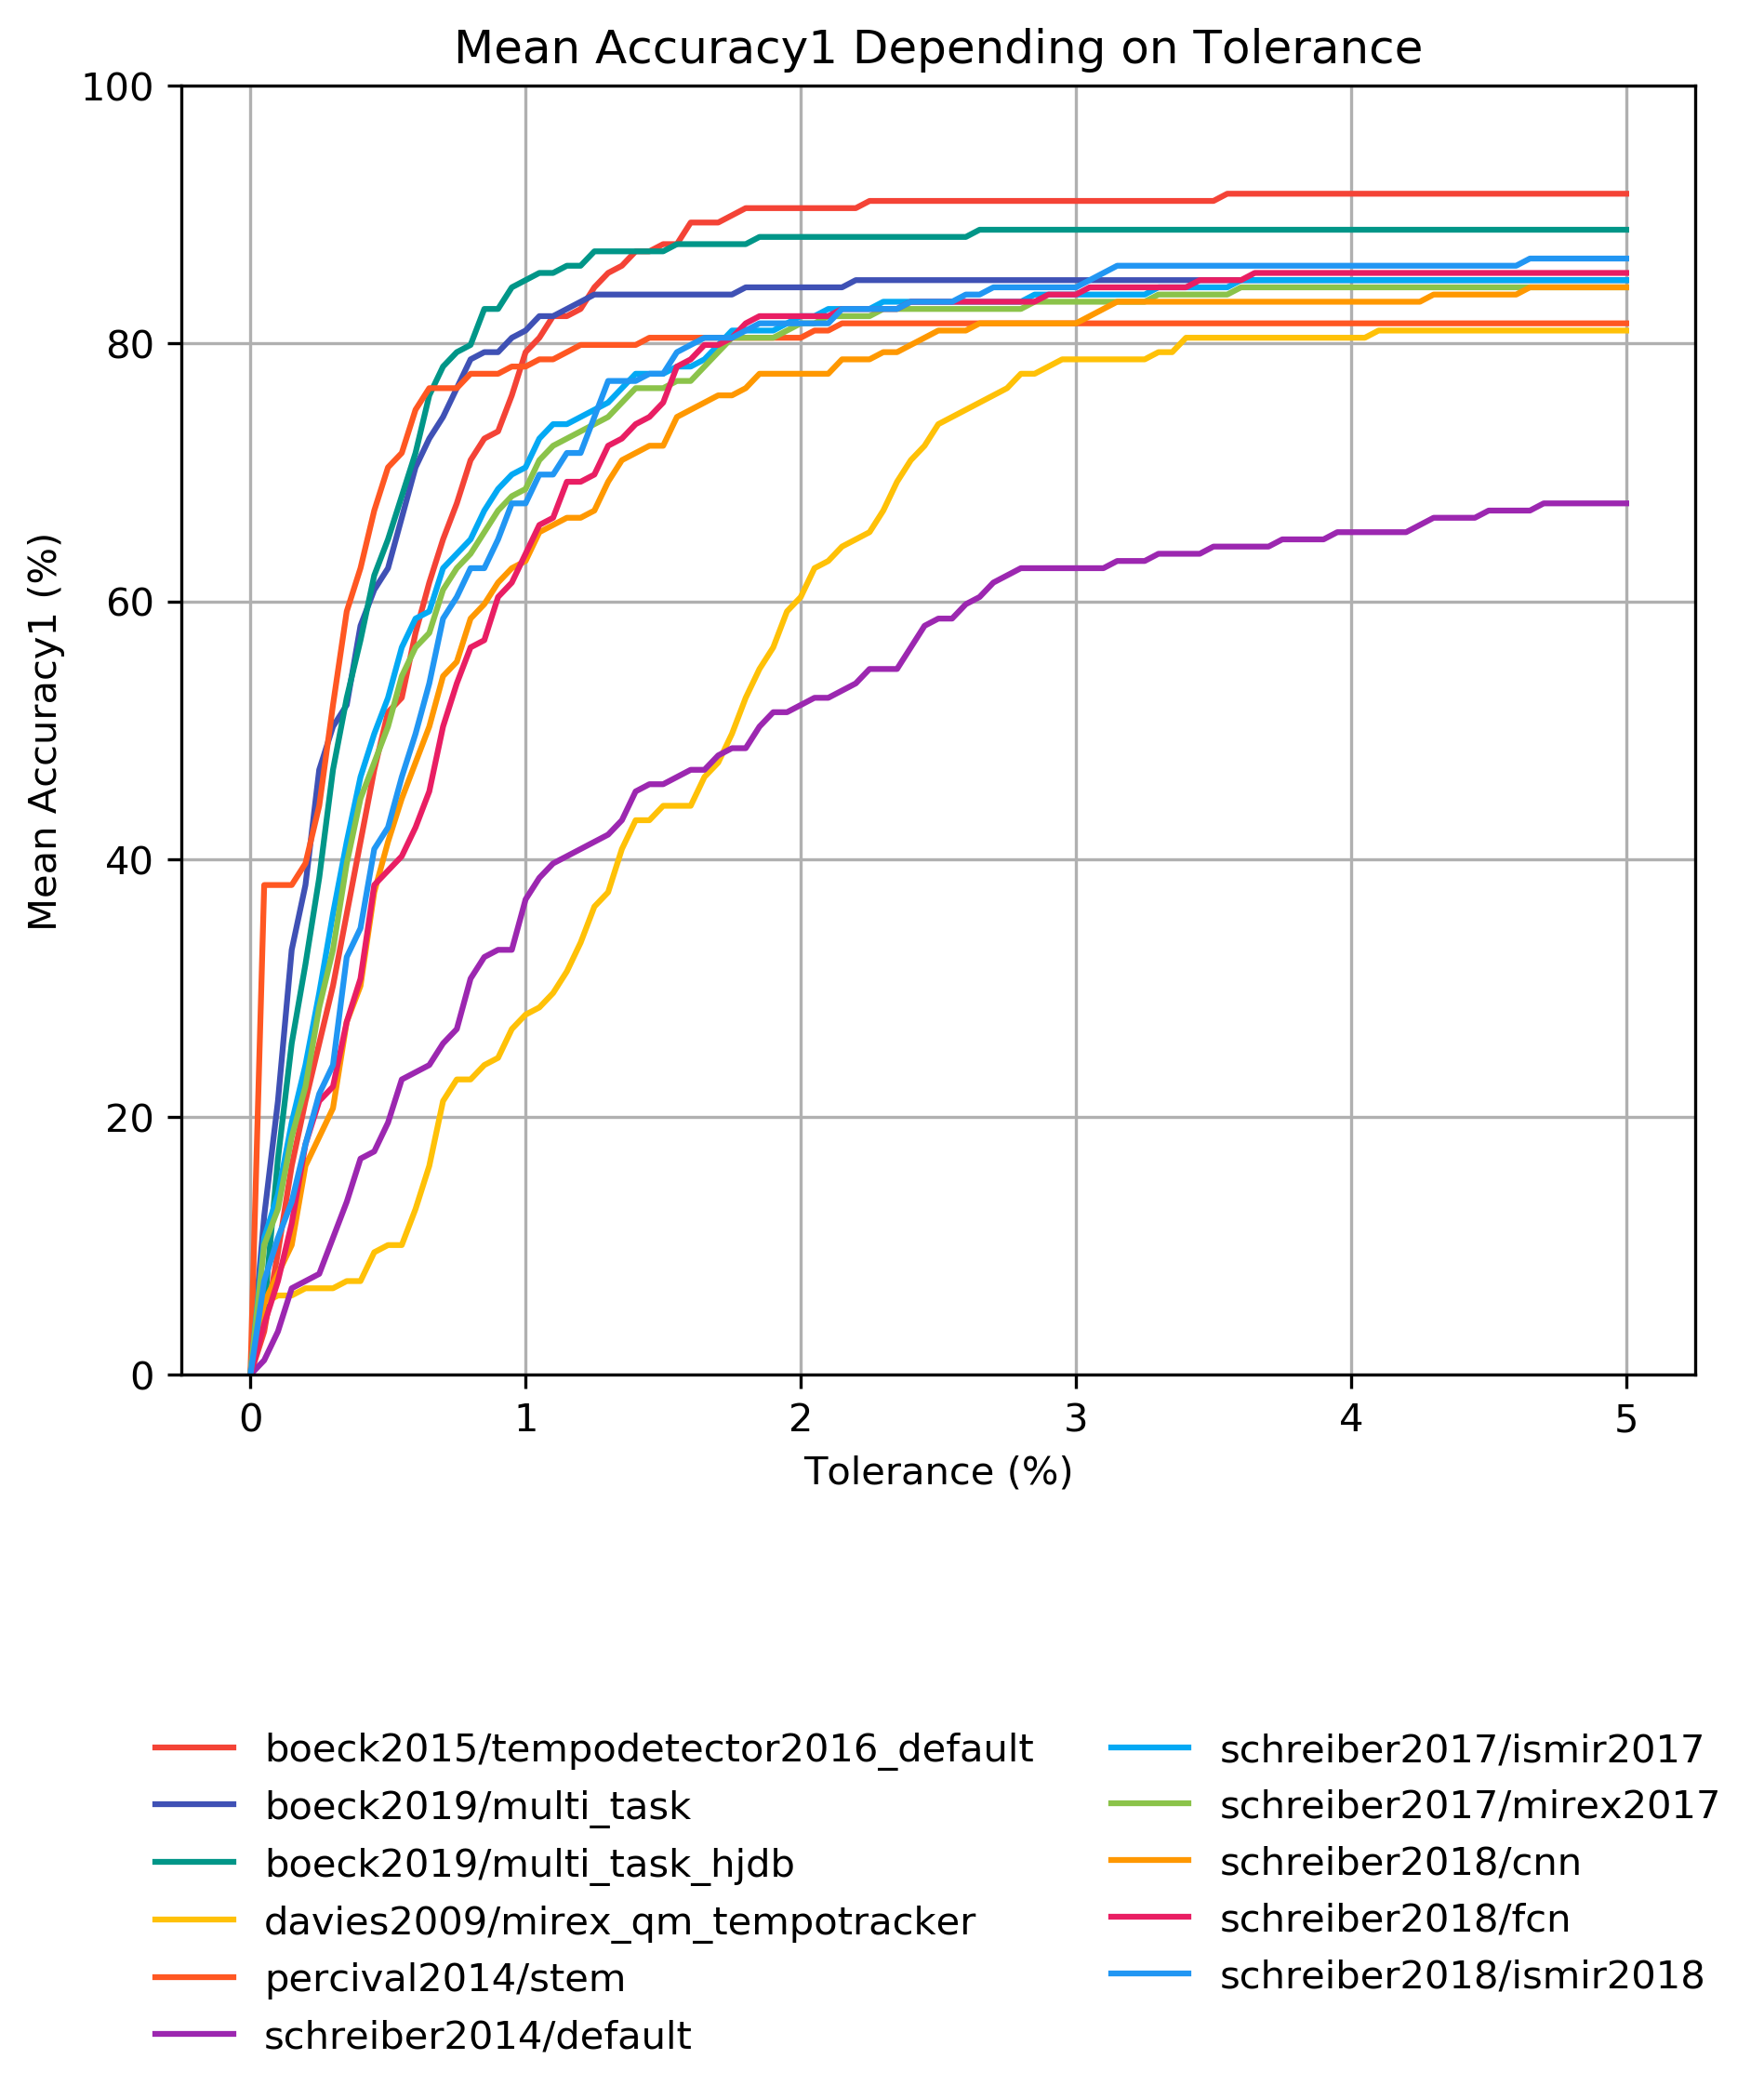 Mean Accuracy1 Depending on Tolerance
100
80
60
40
20
0
Mean Accuracy1 (%)
0 1 2 3 4 5
Tolerance (%)
boeck2015/tempodetector2016_default
boeck2019/multi_task
boeck2019/multi_task_hjdb
davies2009/mirex_qm_tempotracker
percival2014/stem
schreiber2014/default
schreiber2017/ismir2017
schreiber2017/mirex2017
schreiber2018/cnn
schreiber2018/fcn
schreiber2018/ismir2018